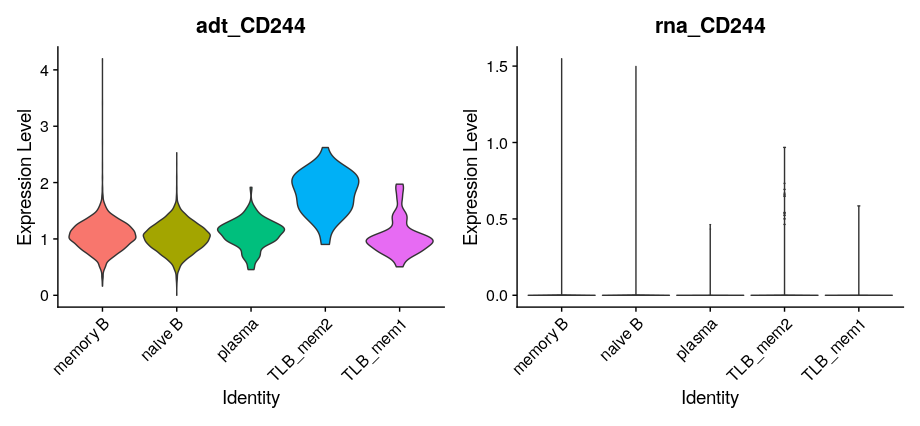 adt_CD244
Expression Level
4
3
2
1
0
memory B
naive B
plasma
TLB_mem2
TLB_mem1
Identity
rna_CD244
Expression Level
1.5
1.0
0.5
0.0
memory B
naive B
plasma
TLB_mem2
TLB_mem1
Identity